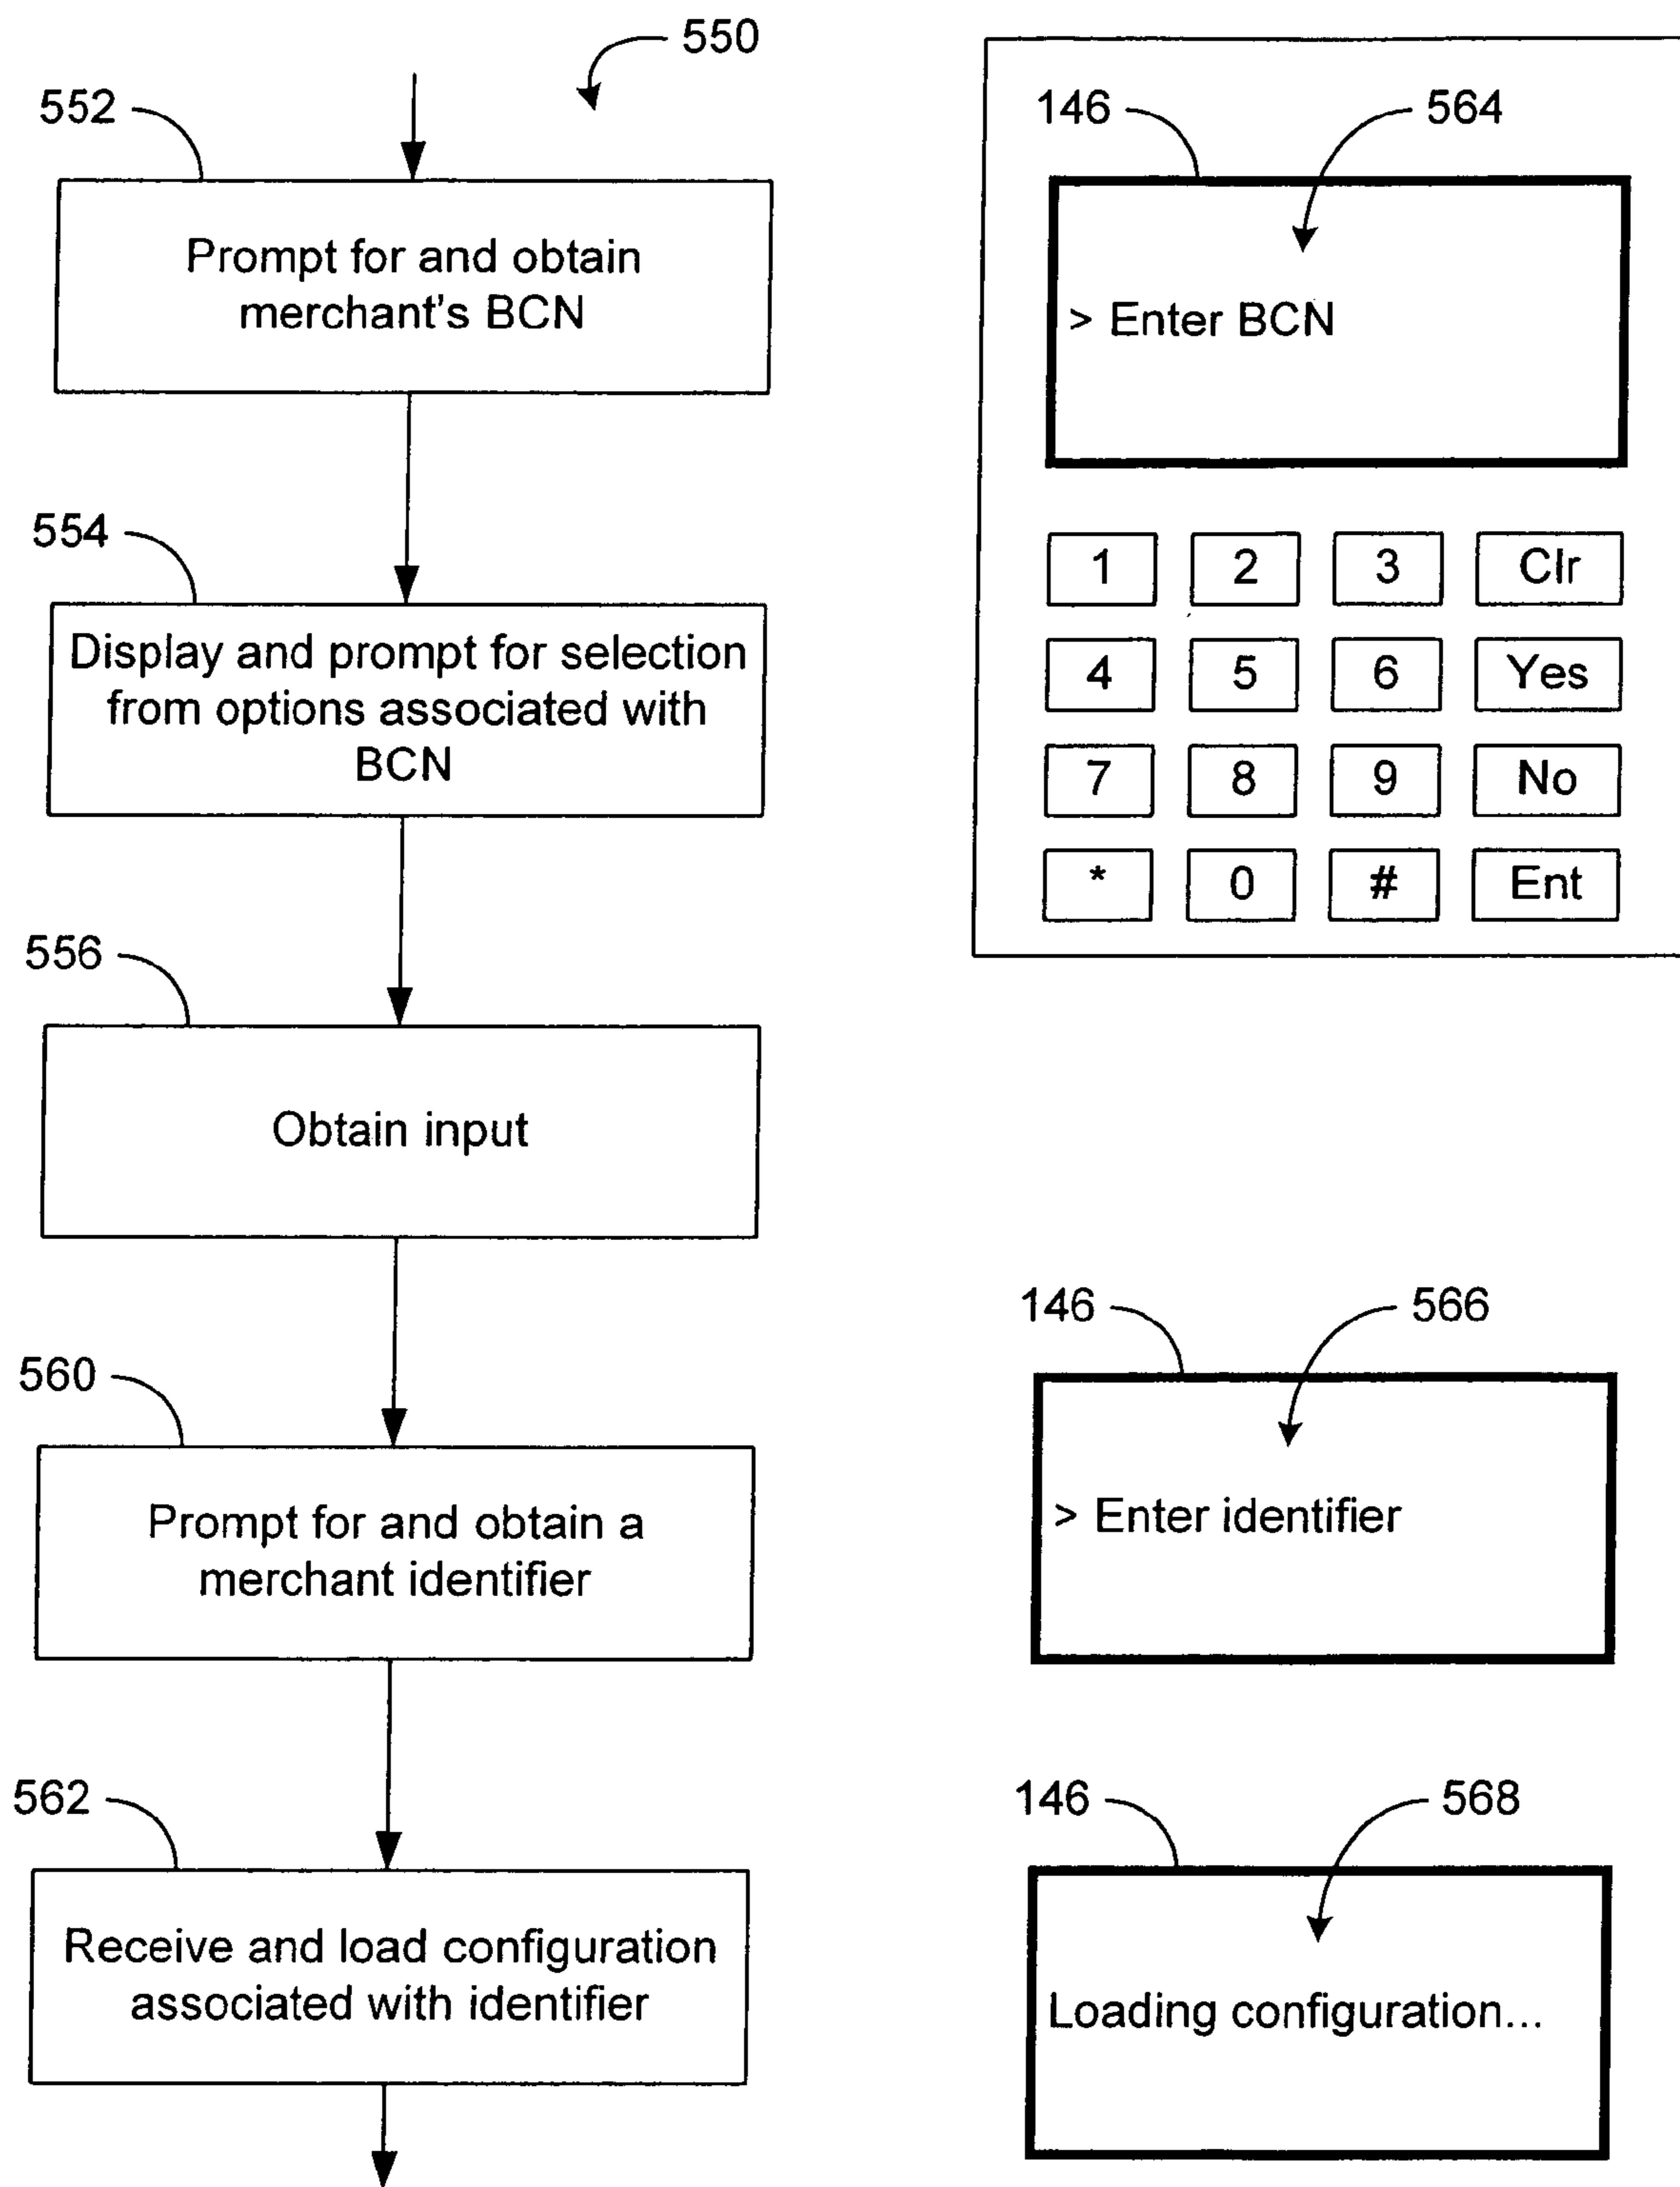 550
552
Prompt for and obtain
merchant's BCN
554
Display and prompt for selection
from options associated with
BCN
556
Obtain input
560
Prompt for and obtain a
merchant identifier
562
Receive and load configuration
associated with identifier
146 564
> Enter BCN
1 2 3 Clr
4 5 6 Yes
7 8 9 No
* 0 # Ent
146 566
> Enter identifier
146 568
Loading configuration...